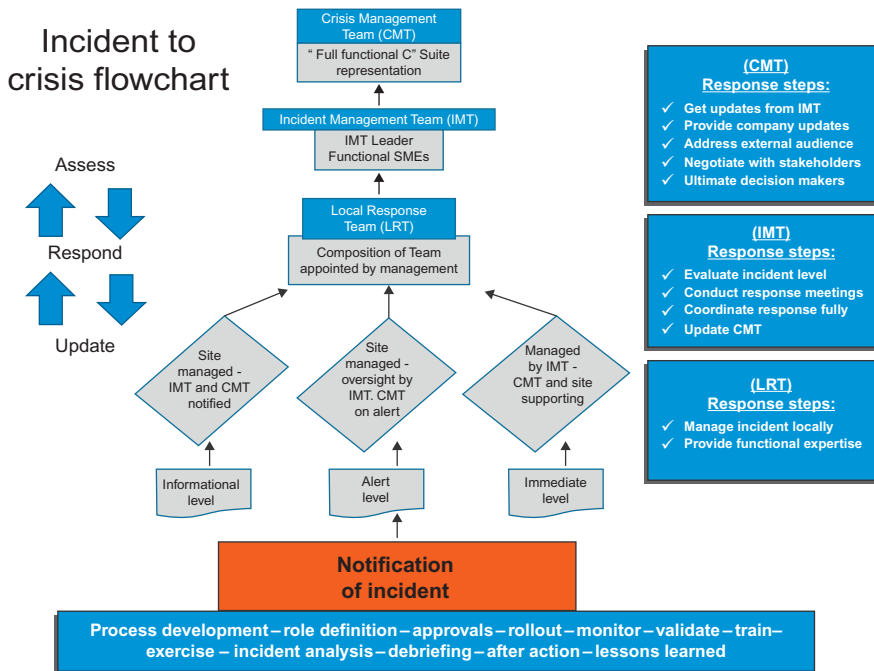 Incident to
crisis flowchart
Crisis Management
Team (CMT)
“ Full functional C” Suite
representation
Incident Management Team (IMT)
IMT Leader
Functional SMEs
Local Response
Team (LRT)
Composition of Team
appointed by management
Assess
Respond
Update
Site
managed -
IMT and CMT
notified
Site
managed -
oversight by
IMT. CMT
on alert
Managed
by IMT -
CMT and site
supporting
Informational
level
Alert
level
Immediate
level
Notification
of incident
Process development – role definition – approvals – rollout – monitor – validate – train–
exercise – incident analysis – debriefing – after action – lessons learned
(CMT)
Response steps:
✓ Get updates from IMT
✓ Provide company updates
✓ Address external audience
✓ Negotiate with stakeholders
✓ Ultimate decision makers
(IMT)
Response steps:
✓ Evaluate incident level
✓ Conduct response meetings
✓ Coordinate response fully
✓ Update CMT
(LRT)
Response steps:
✓ Manage incident locally
✓ Provide functional expertise